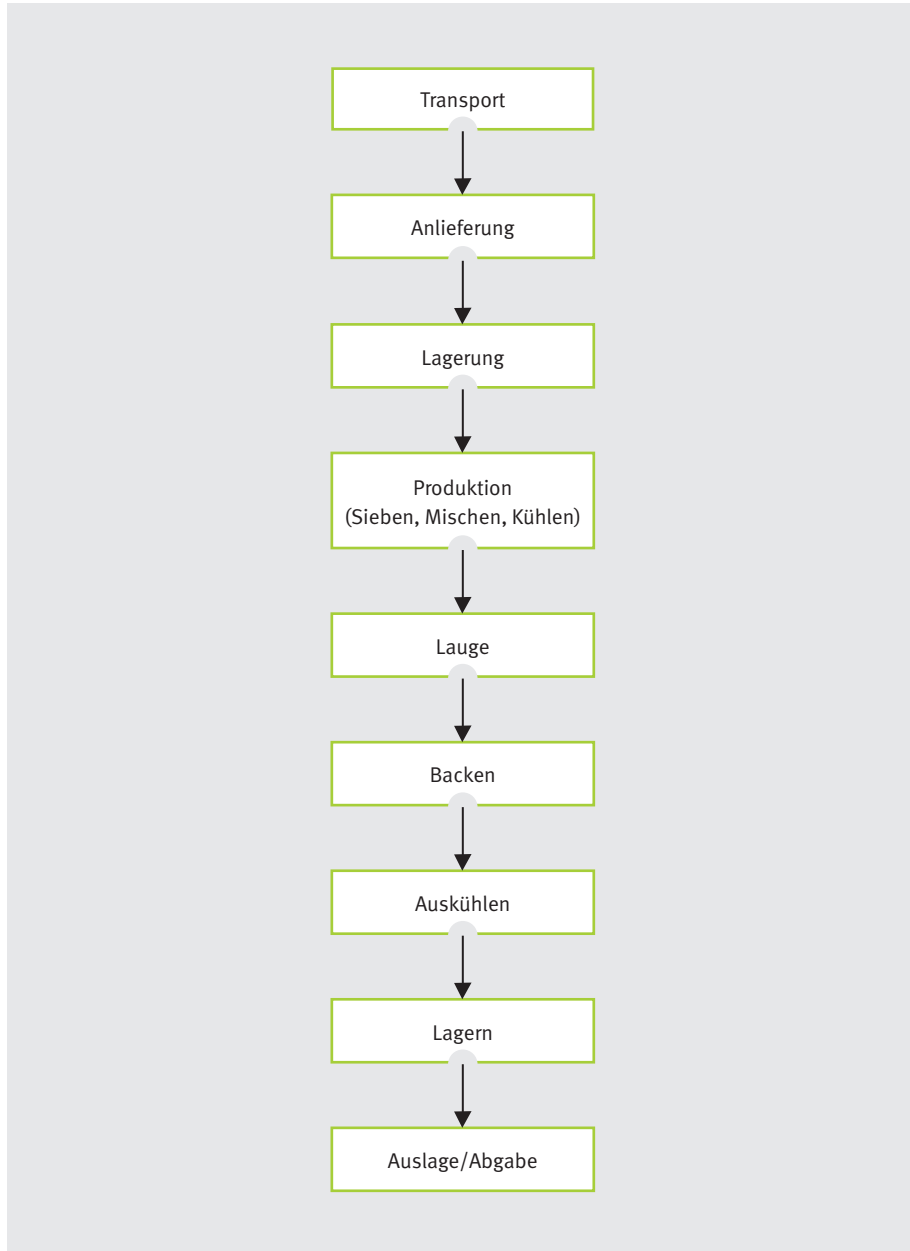 Transport
Anlieferung
Lagerung
Produktion
(Sieben, Mischen, Kühlen)
Lauge
Backen
Auskühlen
Lagern
Auslage/Abgabe